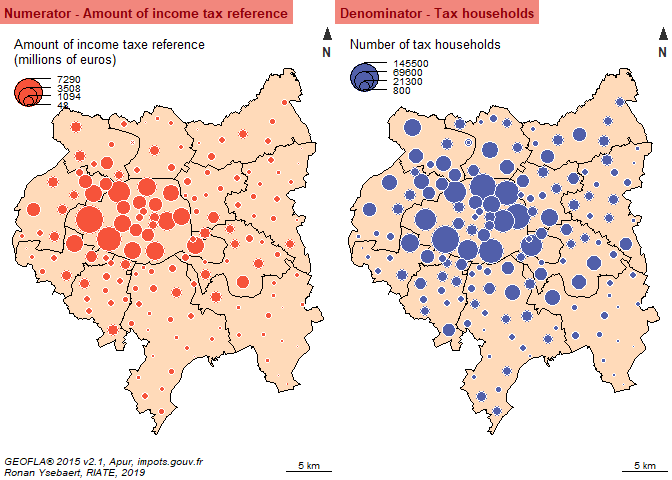 Numerator - Amount of income tax reference
Denominator - Tax households
N
N
Amount of income taxe reference
(millions of euros)
7290
3508
1094
48
Number of tax households
145500
69600
21300
800
GEOFLA® 2015 v2.1, Apur, impots.gouv.fr
Ronan Ysebaert, RIATE, 2019
5 km
5 km